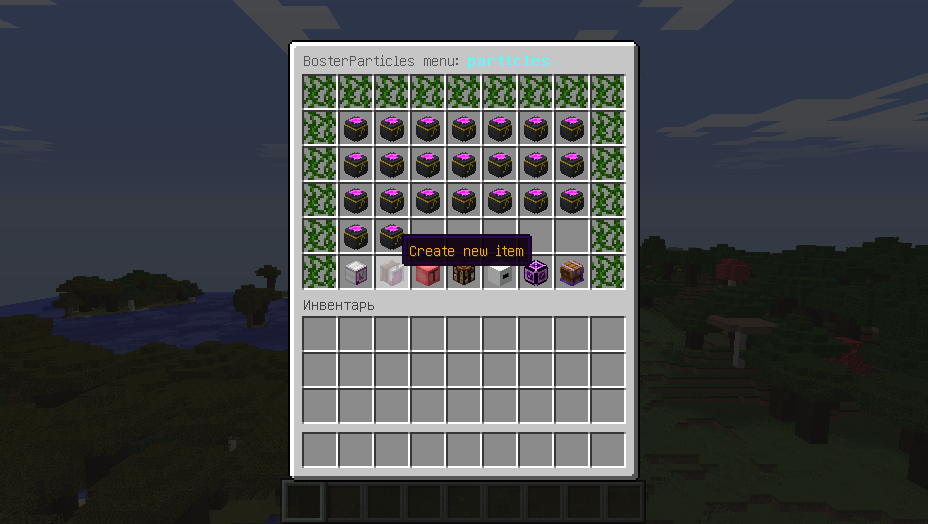 BosterParticles menu: particles
Create new item
Инвентарь